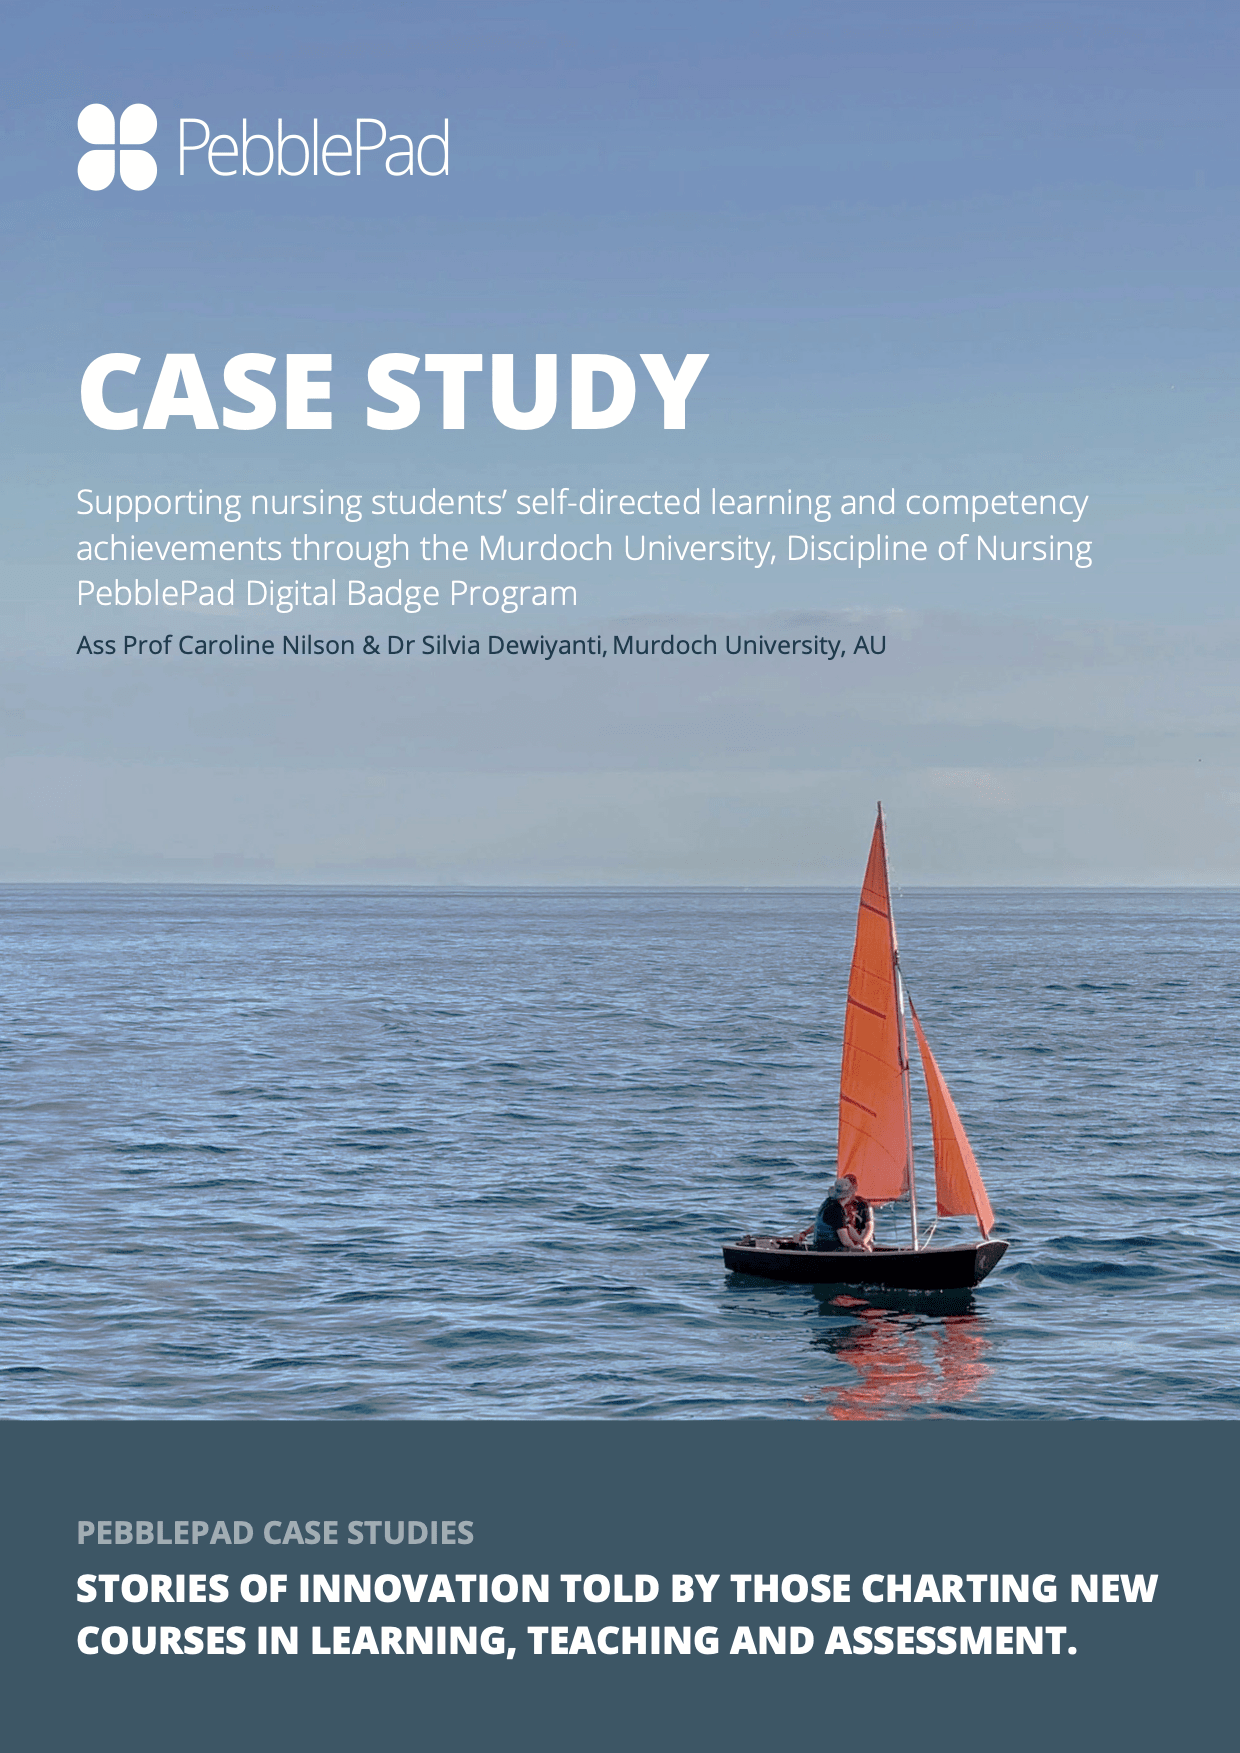 PebblePad
CASE STUDY
Supporting nursing students’ self-directed learning and competency
achievements through the Murdoch University, Discipline of Nursing
PebblePad Digital Badge Program
Ass Prof Caroline Nilson & Dr Silvia Dewiyanti, Murdoch University, AU
PEBBLEPAD CASE STUDIES
STORIES OF INNOVATION TOLD BY THOSE CHARTING NEW
COURSES IN LEARNING, TEACHING AND ASSESSMENT.